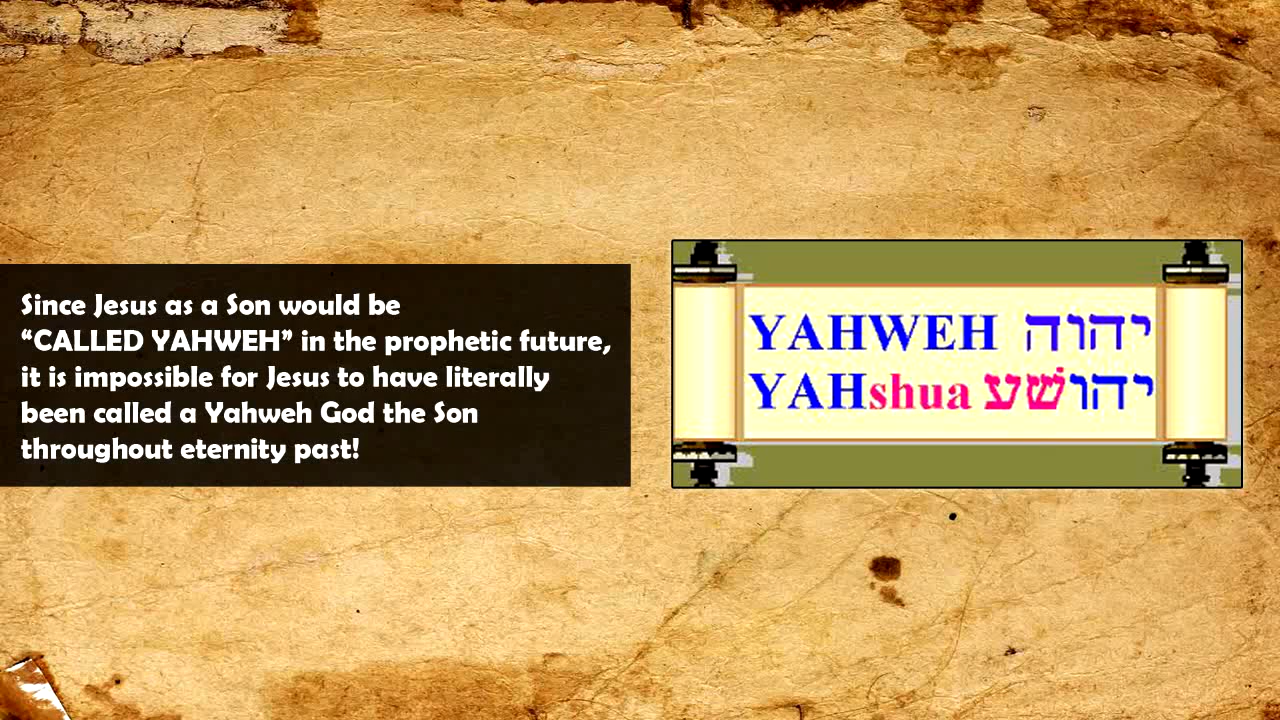 Since Jesus as a Son would be
“CALLED YAHWEH” in the prophetic future,
it is impossible for Jesus to have literally
been called a Yahweh God the Son
throughout eternity past!
YAHWEH יהוה
YAHshua יהושׁע